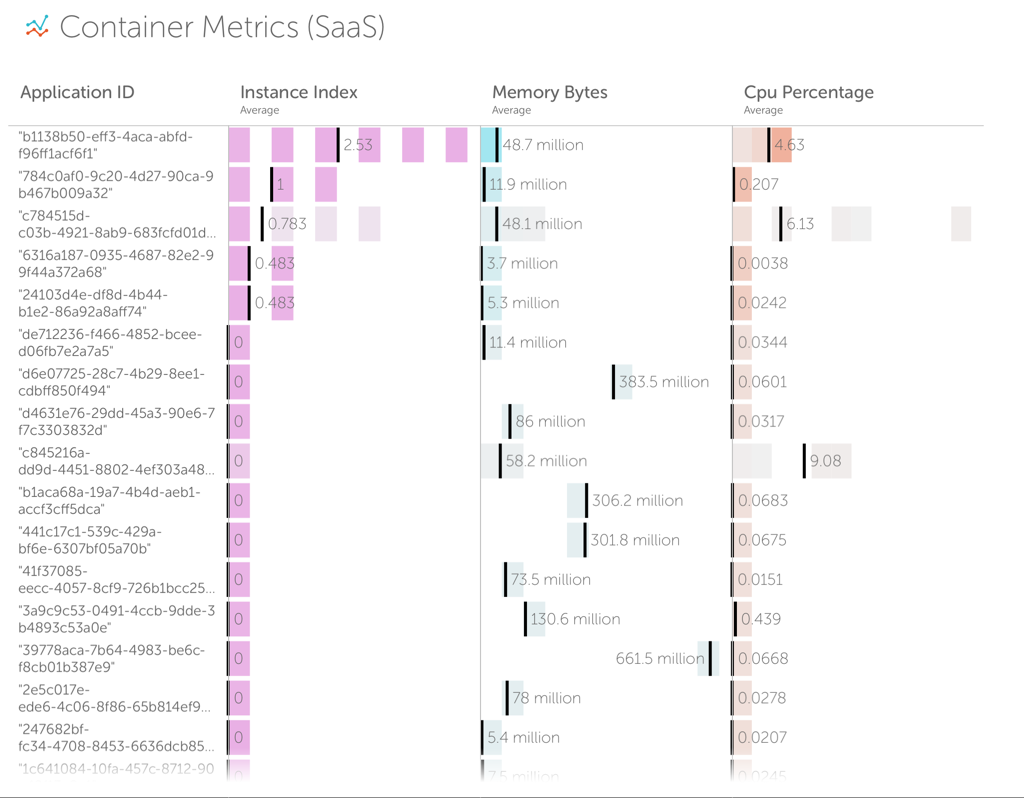 Container Metrics (SaaS)
Application ID Instance Index Memory Bytes Cpu Percentage
Average Average Average
"b1138b50-eff3-4aca-abfd-
f96ff1acf6f1" 2.53 48.7 million 4.63
"784c0af0-9c20-4d27-90ca-9
b467b009a32" 1 11.9 million 0.207
"c784515d-
c03b-4921-8ab9-683fcfd01d... 0.783 48.1 million 6.13
"6316a187-0935-4687-82e2-9
9f44a372a68" 0.483 3.7 million 0.0038
"24103d4e-df8d-4b44-
b1e2-86a92a8aff74" 0.483 5.3 million 0.0242
"de712236-f466-4852-bcee-
d06fb7e2a7a5" 0 11.4 million 0.0344
"d6e07725-28c7-4b29-8ee1-
cdbff850f494" 0 383.5 million 0.0601
"d4631e76-29dd-45a3-90e6-7
f7c3303832d" 0 86 million 0.0317
"c845216a-
dd9d-4451-8802-4ef303a48... 0 58.2 million 9.08
"b1aca68a-19a7-4b4d-aeb1-
accf3cff5dca" 0 306.2 million 0.0683
"441c17c1-539c-429a-
bf6e-6307bf05a70b" 0 301.8 million 0.0675
"41f37085-
eecc-4057-8cf9-726b1bcc25... 0 73.5 million 0.0151
"3a9c9c53-0491-4ccb-9dde-3
b4893c53a0e" 0 130.6 million 0.439
"39778aca-7b64-4983-be6c-
f8cb01b387e9" 0 661.5 million 0.0668
"2e5c017e-
ede6-4c06-8f86-65b814ef9... 0 78 million 0.0278
"247682bf-
fc34-4708-8453-6636dcb85... 0 5.4 million 0.0207
"1c641084-10fa-457c-8712-90
0 7.5 million 0.0245